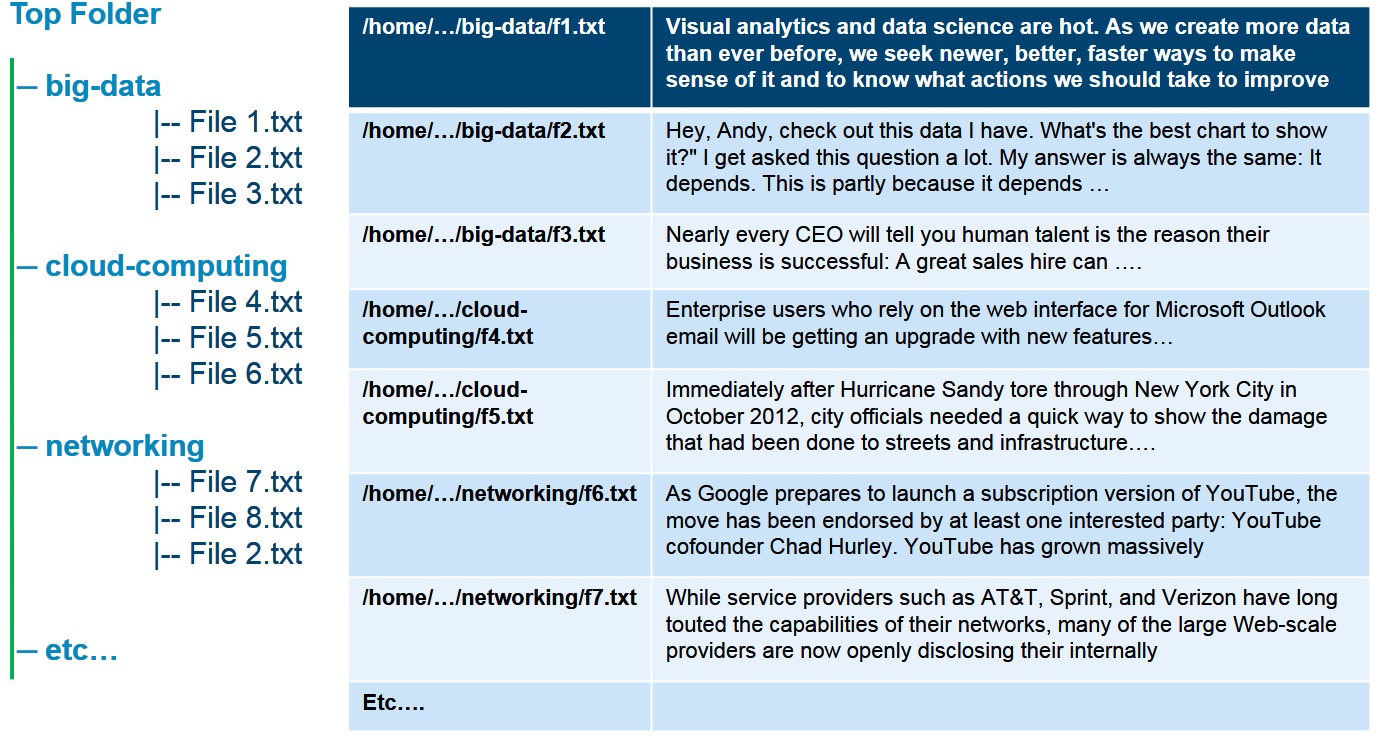 Top Folder
— big-data
|-- File 1.txt
|-- File 2.txt
|-- File 3.txt
— cloud-computing
|-- File 4.txt
|-- File 5.txt
|-- File 6.txt
— networking
|-- File 7.txt
|-- File 8.txt
|-- File 2.txt
— etc…
/home/…/big-data/f1.txt
Visual analytics and data science are hot. As we create more data
than ever before, we seek newer, better, faster ways to make
sense of it and to know what actions we should take to improve
/home/…/big-data/f2.txt
Hey, Andy, check out this data I have. What's the best chart to show
it?" I get asked this question a lot. My answer is always the same: It
depends. This is partly because it depends …
/home/…/big-data/f3.txt
Nearly every CEO will tell you human talent is the reason their
business is successful: A great sales hire can ….
/home/…/cloud-
computing/f4.txt
Enterprise users who rely on the web interface for Microsoft Outlook
email will be getting an upgrade with new features…
/home/…/cloud-
computing/f5.txt
Immediately after Hurricane Sandy tore through New York City in
October 2012, city officials needed a quick way to show the damage
that had been done to streets and infrastructure….
/home/…/networking/f6.txt
As Google prepares to launch a subscription version of YouTube, the
move has been endorsed by at least one interested party: YouTube
cofounder Chad Hurley. YouTube has grown massively
/home/…/networking/f7.txt
While service providers such as AT&T, Sprint, and Verizon have long
touted the capabilities of their networks, many of the large Web-scale
providers are now openly disclosing their internally
Etc….